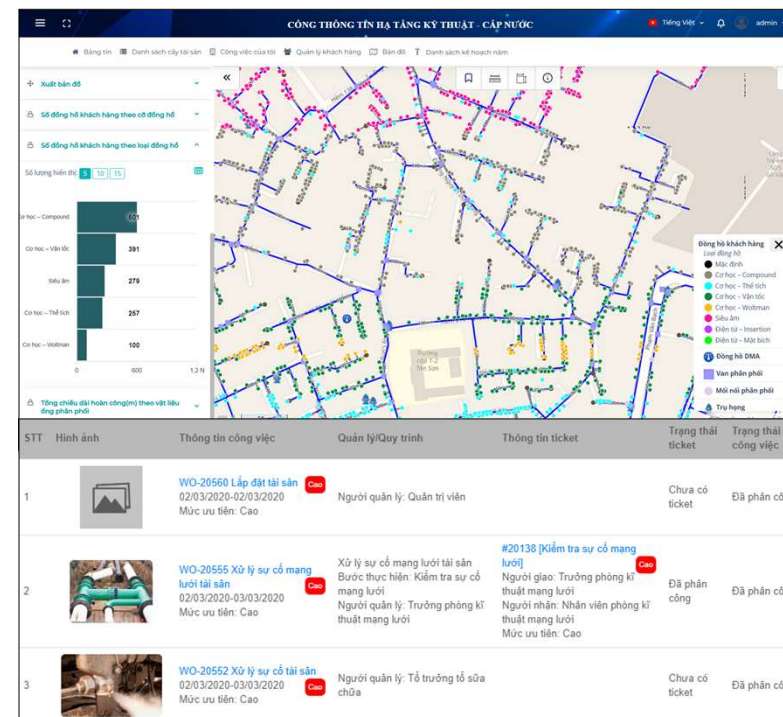 CỔNG THÔNG TIN HẠ TẦNG KỸ THUẬT - CẤP NƯỚC
Tiếng Việt
admin
Bảng tin
Danh sách cây tài sản
Công việc của tôi
Quản lý khách hàng
Bản đồ
Danh sách kế hoạch năm
Xuất bản đồ
Số đồng hồ khách hàng theo cỡ đồng hồ
Số đồng hồ khách hàng theo loại đồng hồ
Số lượng hiển thị 5 10 15
Cơ học – Compound 601
Cơ học – Vận tốc 391
Siêu âm 279
Cơ học – Thể tích 257
Cơ học – Woltman 100
0 600 1,2 N
Tổng chiều dài hoàn công(m) theo vật liệu
ống phân phối
Trường
cấp 1-2
Tân Sơn
Đồng hồ khách hàng
Loại đồng hồ
Mặc định
Cơ học – Compound
Cơ học – Thể tích
Cơ học – Vận tốc
Cơ học – Woltman
Siêu âm
Điện từ – Insertion
Điện từ – Mặt bích
Đồng hồ DMA
Van phân phối
Mối nối phân phối
Trụ họng
STT Hình ảnh Thông tin công việc Quản lý/Quy trình Thông tin ticket Trạng thái
ticket Trạng thái
công việc
1
WO-20560 Lắp đặt tài sản Cao
02/03/2020-02/03/2020
Mức ưu tiên: Cao
Người quản lý: Quản trị viên
Chưa có
ticket
Đã phân cô
2
WO-20555 Xử lý sự cố mạng
lưới tài sản Cao
02/03/2020-03/03/2020
Mức ưu tiên: Cao
Xử lý sự cố mạng lưới tài sản
Bước thực hiện: Kiểm tra sự cố
mạng lưới
Người quản lý: Trưởng phòng kĩ
thuật mạng lưới
#20138 [Kiểm tra sự cố mạng
lưới] Cao
Người giao: Trưởng phòng kĩ
thuật mạng lưới
Người nhận: Nhân viên phòng kĩ
thuật mạng lưới
Mức ưu tiên: Cao
Đã phân
công
Đã phân cô
3
WO-20552 Xử lý sự cố tài sản
02/03/2020-03/03/2020 Cao
Mức ưu tiên: Cao
Người quản lý: Tổ trưởng tổ sữa
chữa
Chưa có
ticket
Đã phân cô